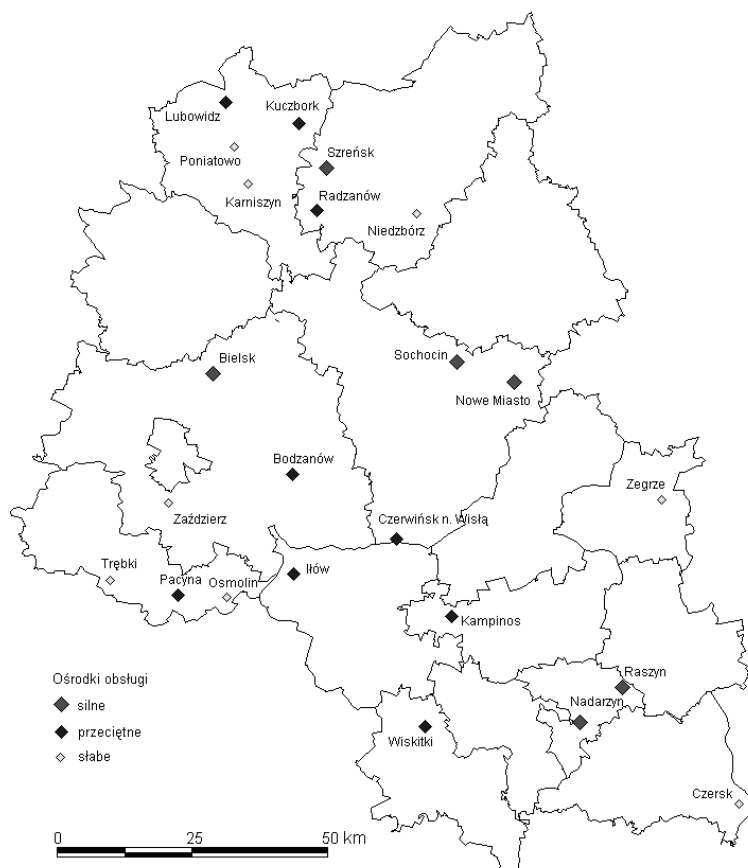 Lubowidz
Kuczbork
Poniatowo
Szreńsk
Karniszyn
Radzanów
Niedzbórz
Bielsk
Sochocin
Nowe Miasto
Bodzanów
Zegrze
Zaździerz
Czerwińsk n. Wisłą
Trębki
Pacyna
Osmolin
Iłów
Kampinos
Raszyn
Nadarzyn
Wiskitki
Czersk
Ośrodki obsługi
silne
przeciętne
słabe
0 25 50 km